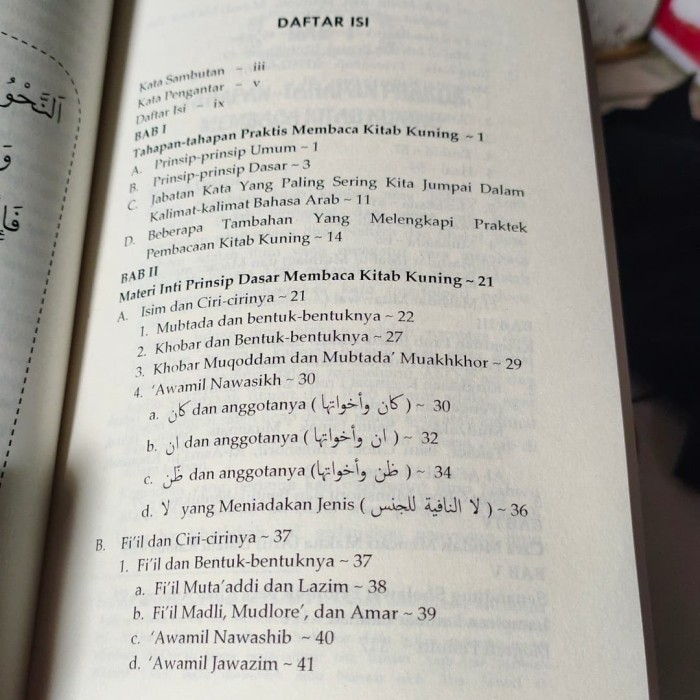 اَلنَّحْوُ
DAFTAR ISI
Kata Sambutan ~ iii
Kata Pengantar ~ v
Daftar Isi ~ ix
BAB I
Tahapan-tahapan Praktis Membaca Kitab Kuning ~ 1
A. Prinsip-prinsip Umum ~ 1
B. Prinsip-prinsip Dasar ~ 3
C. Jabatan Kata Yang Paling Sering Kita Jumpai Dalam
Kalimat-kalimat Bahasa Arab ~ 11
D. Beberapa Tambahan Yang Melengkapi Praktek
Pembacaan Kitab Kuning ~ 14
BAB II
Materi Inti Prinsip Dasar Membaca Kitab Kuning ~ 21
A. Isim dan Ciri-cirinya ~ 21
1. Mubtada dan bentuk-bentuknya ~ 22
2. Khobar dan Bentuk-bentuknya ~ 27
3. Khobar Muqoddam dan Mubtada' Muakhkhor ~ 29
4. 'Awamil Nawasikh ~ 30
a. كان dan anggotanya ( كان وأخواتها ) ~ 30
b. ان dan anggotanya ( ان وأخواتها ) ~ 32
c. ظَن dan anggotanya (ظن وأخواتها ) ~ 34
d. لا yang Meniadakan Jenis ( لا النافية للجنس ) ~ 36
B. Fi'il dan Ciri-cirinya ~ 37
1. Fi'il dan Bentuk-bentuknya ~ 37
a. Fi'il Muta'addi dan Lazim ~ 38
b. Fi'il Madli, Mudlore', dan Amar ~ 39
c. 'Awamil Nawashib ~ 40
d. 'Awamil Jawazim ~ 41